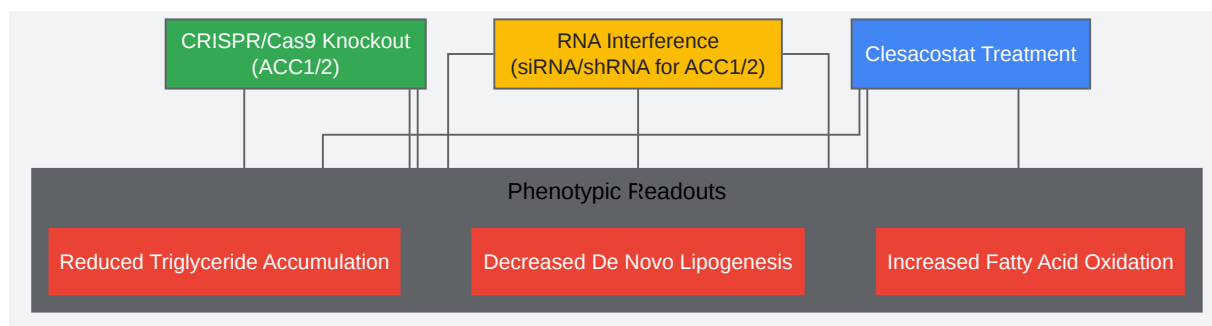 CRISPR/Cas9 Knockout
(ACC1/2)
RNA Interference
(siRNA/shRNA for ACC1/2)
Clesacostat Treatment
Phenotypic Readouts
Reduced Triglyceride Accumulation
Decreased De Novo Lipogenesis
Increased Fatty Acid Oxidation